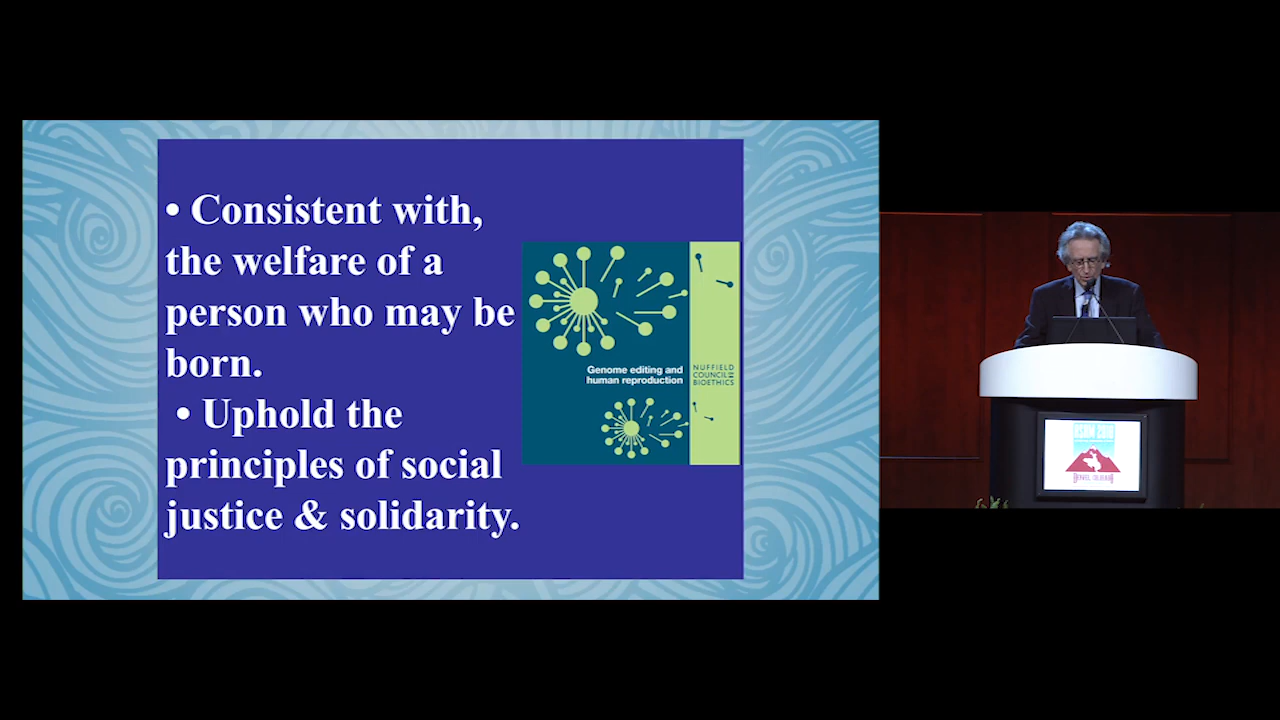 • Consistent with,
the welfare of a
person who may be
born.
• Uphold the
principles of social
justice & solidarity.
Genome editing and
human reproduction
NUFFIELD
COUNCIL
BIOETHICS